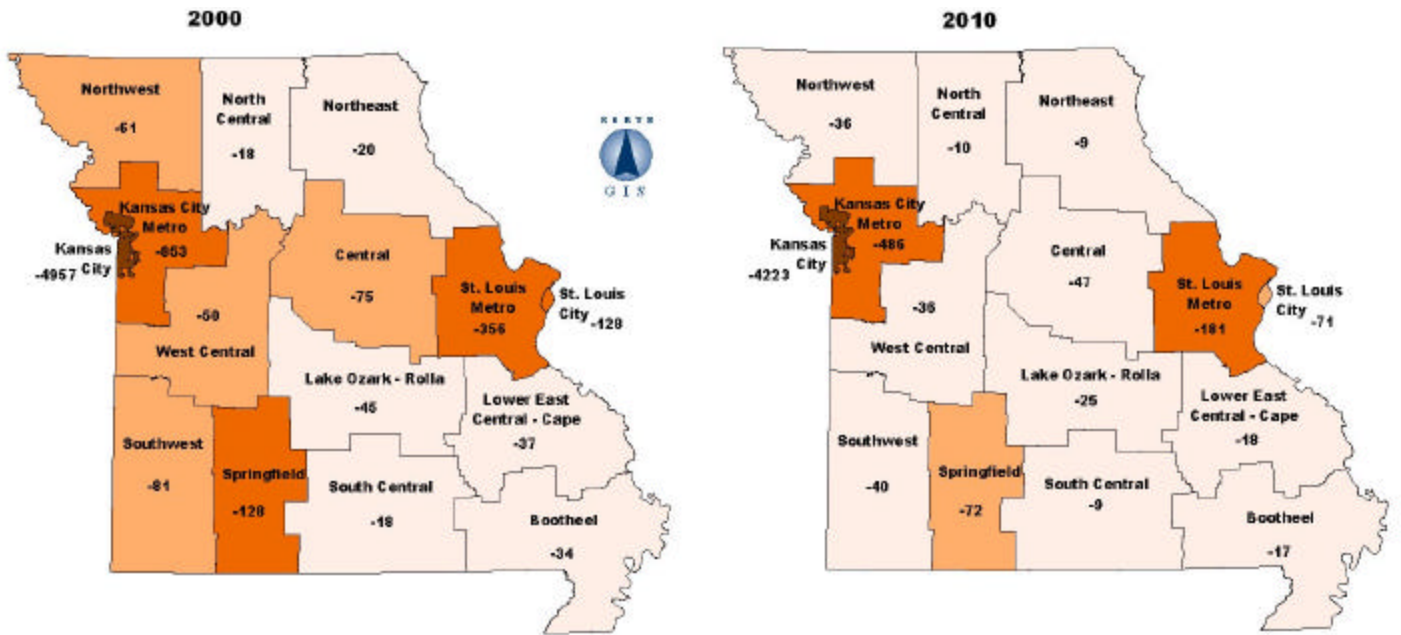 2000
Northwest
-61
North
Central
-18
Northeast
-20
NORTH
GIS
Kansas City
Metro
-853
Kansas
City
-4957
Central
-75
St. Louis
Metro
-356
St. Louis
City
-128
West Central
Lake Ozark - Rolla
-45
Lower East
Central - Cape
-37
Southwest
-81
Springfield
-128
South Central
-18
Bootheel
-34
2010
Northwest
-36
North
Central
-10
Northeast
-9
Kansas City
Metro
-486
Kansas
City
-4223
Central
-47
St. Louis
Metro
-181
St. Louis
City
-71
-36
West Central
Lake Ozark - Rolla
-25
Lower East
Central - Cape
-18
Southwest
-40
Springfield
-72
South Central
-9
Bootheel
-17